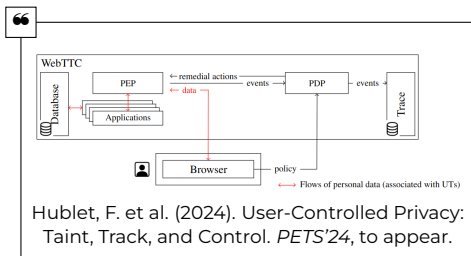 ❝
WebTTC
Database
PEP
Applications
remedial actions
events
data
PDP
events
Trace
Browser
policy
Flows of personal data (associated with UTs)
Hublet, F. et al. (2024). User-Controlled Privacy:
Taint, Track, and Control. PETS'24, to appear.